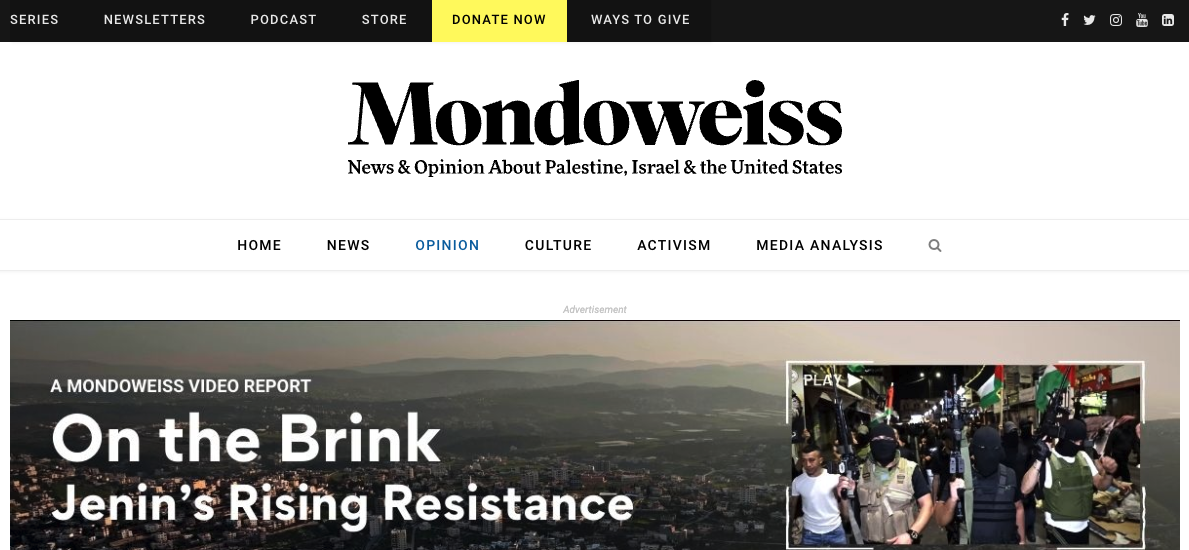 SERIES NEWSLETTERS PODCAST STORE DONATE NOW WAYS TO GIVE
Mondoweiss
News & Opinion About Palestine, Israel & the United States
HOME NEWS OPINION CULTURE ACTIVISM MEDIA ANALYSIS
Advertisement
A MONDOWEISS VIDEO REPORT
On the Brink
Jenin's Rising Resistance
PLAY